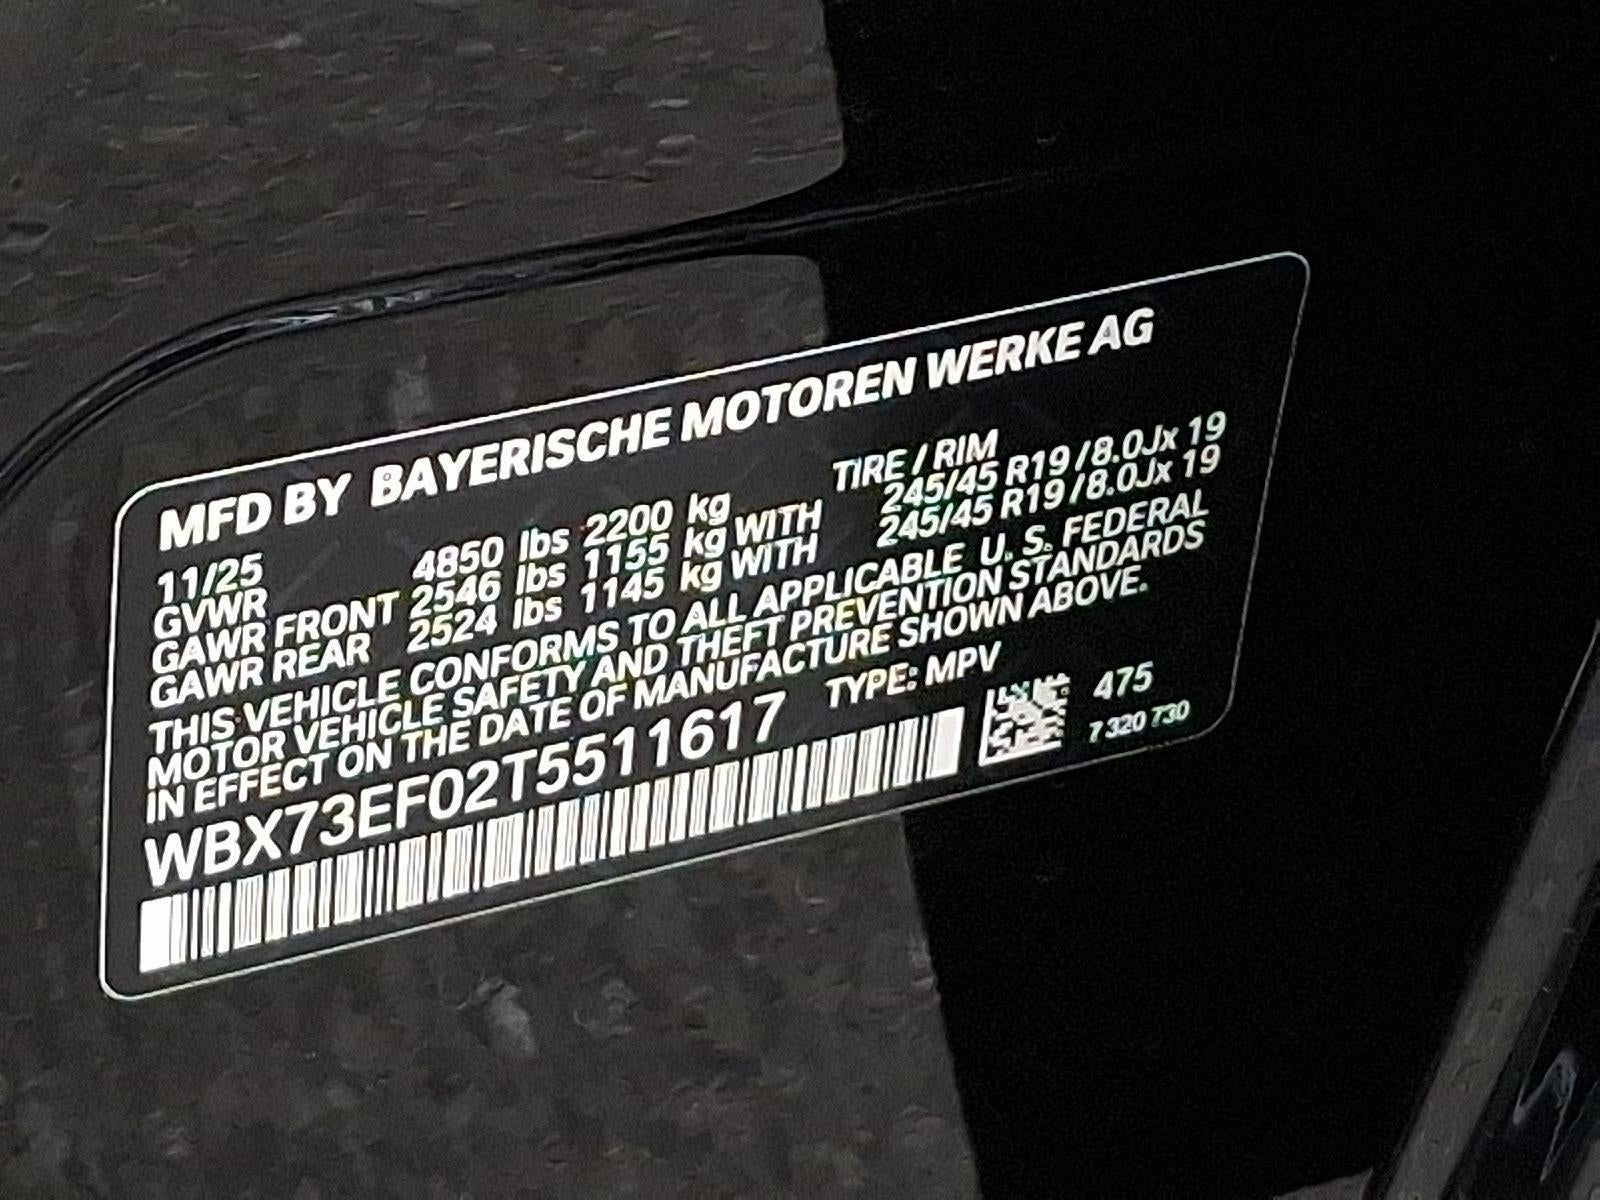 MFD BY BAYERISCHE MOTOREN WERKE AG
11/25 TIRE / RIM
GVWR 4850 lbs 2200 kg
GAWR FRONT 2546 lbs 1155 kg WITH 245/45 R19 / 8.0Jx 19
GAWR REAR 2524 lbs 1145 kg WITH 245/45 R19 / 8.0Jx 19
THIS VEHICLE CONFORMS TO ALL APPLICABLE U. S. FEDERAL
MOTOR VEHICLE SAFETY AND THEFT PREVENTION STANDARDS
IN EFFECT ON THE DATE OF MANUFACTURE SHOWN ABOVE.
WBX73EF02T5511617 TYPE: MPV
475
7 320 730